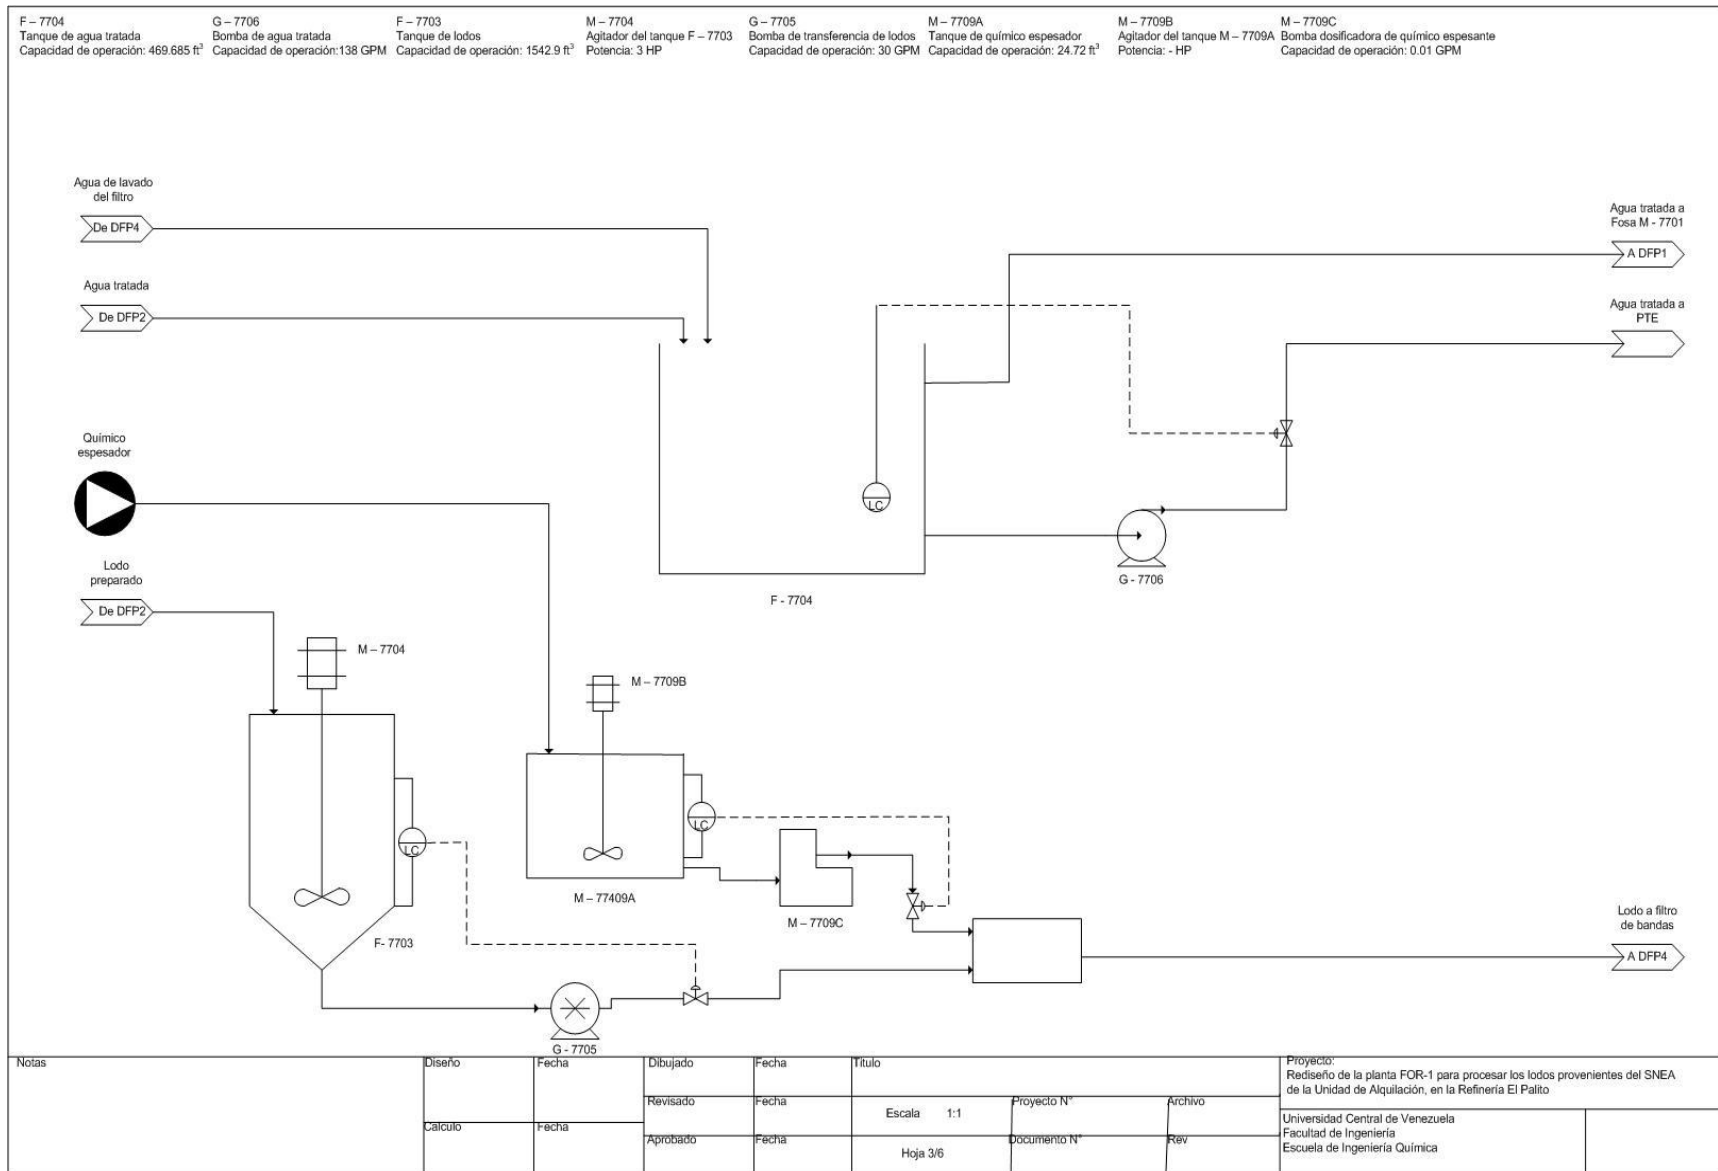 F – 7704
Tanque de agua tratada
Capacidad de operación: 469.685 ft³
G – 7706
Bomba de agua tratada
Capacidad de operación:138 GPM
F – 7703
Tanque de lodos
Capacidad de operación: 1542.9 ft³
M – 7704
Agitador del tanque F – 7703
Potencia: 3 HP
G – 7705
Bomba de transferencia de lodos
Capacidad de operación: 30 GPM
M – 7709A
Tanque de químico espesador
Capacidad de operación: 24.72 ft³
M – 7709B
Agitador del tanque M – 7709A
Potencia: - HP
M – 7709C
Bomba dosificadora de químico espesante
Capacidad de operación: 0.01 GPM
Agua de lavado
del filtro
De DFP4
Agua tratada a
Fosa M - 7701
A DFP1
Agua tratada
De DFP2
Agua tratada a
PTE
Químico
espesador
LC
G - 7706
Lodo
preparado
De DFP2
F - 7704
M – 7704
M – 7709B
LC
LC
M – 77409A
M – 7709C
F- 7703
Lodo a filtro
de bandas
A DFP4
G - 7705
Notas
Diseño
Fecha
Calculo
Fecha
Dibujado
Fecha
Revisado
Fecha
Aprobado
Fecha
Titulo
Escala 1:1
Proyecto N°
Archivo
Hoja 3/6
Documento N°
Rev
Proyecto:
Rediseño de la planta FOR-1 para procesar los lodos provenientes del SNEA
de la Unidad de Alquilación, en la Refinería El Palito
Universidad Central de Venezuela
Facultad de Ingeniería
Escuela de Ingeniería Química